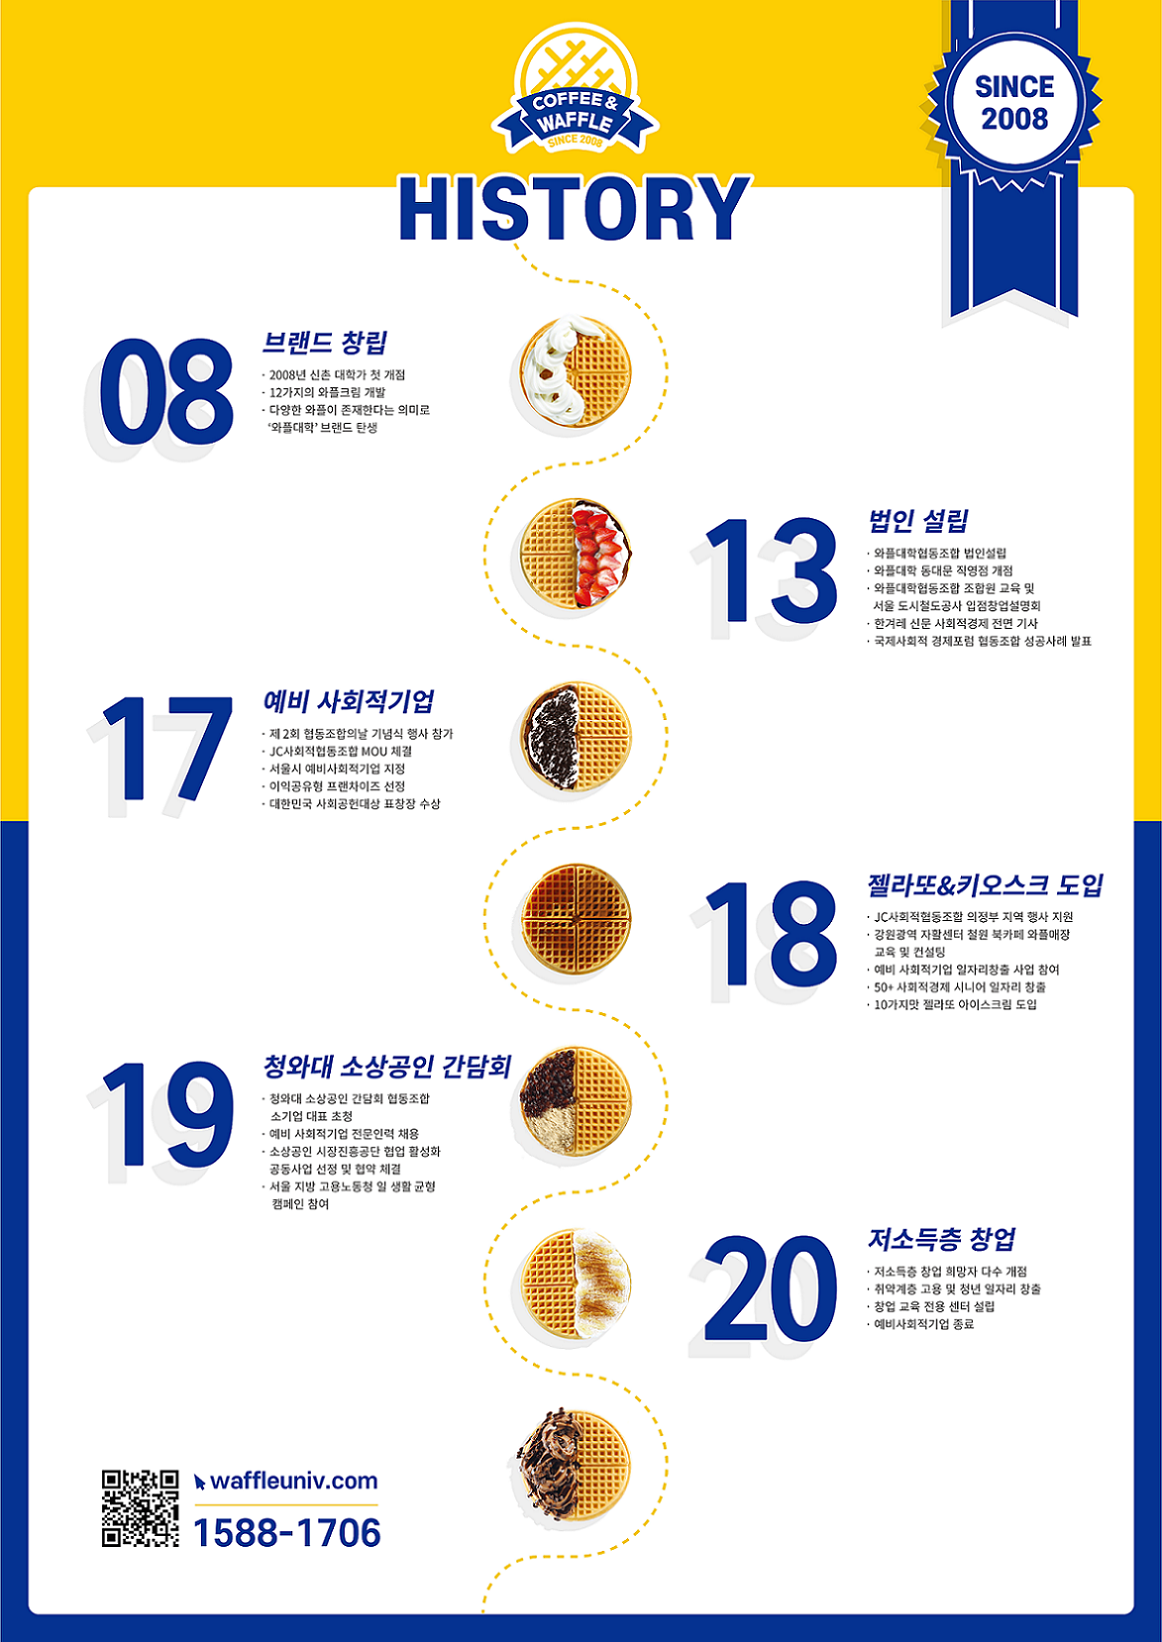 COFFEE &
WAFFLE
SINCE 2008
SINCE
2008
HISTORY
08
브랜드 창립
· 2008년 신촌 대학가 첫 개점
· 12가지의 와플크림 개발
· 다양한 와플이 존재한다는 의미로
‘와플대학’ 브랜드 탄생
13
법인 설립
· 와플대학협동조합 법인설립
· 와플대학 동대문 직영점 개점
· 와플대학협동조합 조합원 교육 및
서울 도시철도공사 입점창업설명회
· 한겨레 신문 사회적경제 전면 기사
· 국제사회적 경제포럼 협동조합 성공사례 발표
17
예비 사회적기업
· 제 2회 협동조합의날 기념식 행사 참가
· JC사회적협동조합 MOU 체결
· 서울시 예비사회적기업 지정
· 이익공유형 프랜차이즈 선정
· 대한민국 사회공헌대상 표창장 수상
18
젤라또&키오스크 도입
· JC사회적협동조합 의정부 지역 행사 지원
· 강원광역 자활센터 철원 북카페 와플매장
교육 및 컨설팅
· 예비 사회적기업 일자리창출 사업 참여
· 50+ 사회적경제 시니어 일자리 창출
· 10가지맛 젤라또 아이스크림 도입
19
청와대 소상공인 간담회
· 청와대 소상공인 간담회 협동조합
소기업 대표 초청
· 예비 사회적기업 전문인력 채용
· 소상공인 시장진흥공단 협업 활성화
공동사업 선정 및 협약 체결
· 서울 지방 고용노동청 일 생활 균형
캠페인 참여
20
저소득층 창업
· 저소득층 창업 희망자 다수 개점
· 취약계층 고용 및 청년 일자리 창출
· 창업 교육 전용 센터 설립
· 예비사회적기업 종료
waffleuniv.com
1588-1706